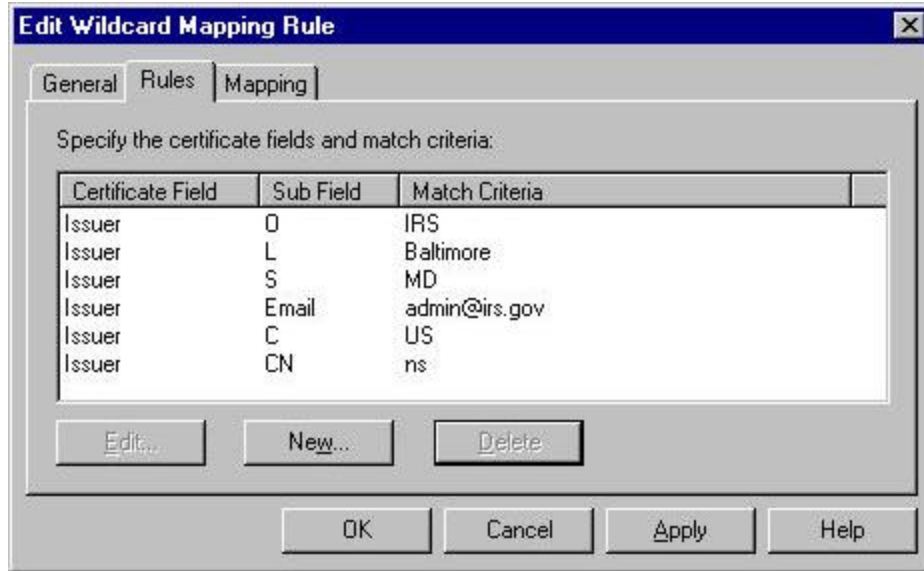 Edit Wildcard Mapping Rule
General Rules Mapping
Specify the certificate fields and match criteria:
Certificate Field Sub Field Match Criteria
Issuer O IRS
Issuer L Baltimore
Issuer S MD
Issuer Email admin@irs.gov
Issuer C US
Issuer CN ns
Edit... New... Delete
OK Cancel Apply Help